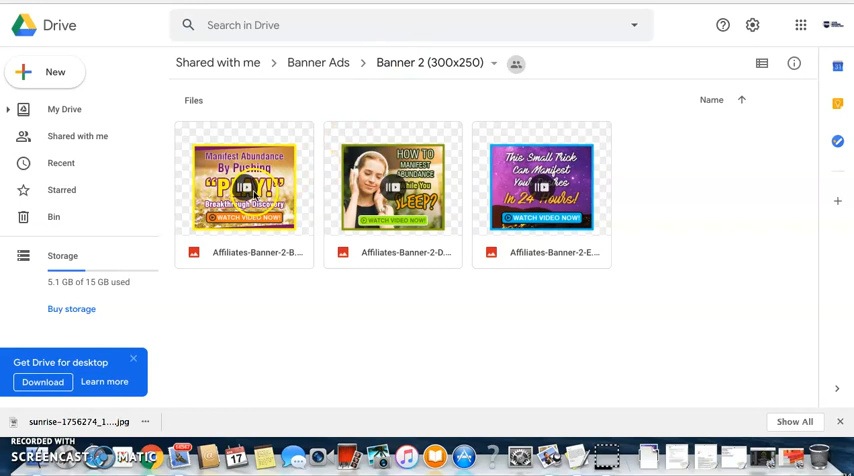 Drive
Search in Drive
New
Shared with me
Banner Ads
Banner 2 (300x250)
My Drive
Shared with me
Recent
Starred
Bin
Storage
5.1 GB of 15 GB used
Buy storage
Files
Name
Manifest Abundance
By Pushing
"PLAY!"
Breakthrough Discovery
WATCH VIDEO NOW!
Affiliates-Banner-2-B....
HOW TO
MANIFEST
ABUNDANCE
While You
SLEEP?
WATCH VIDEO NOW!
Affiliates-Banner-2-D....
This Small Trick
Can Manifest
In 24 Hours!
WATCH VIDEO NOW!
Affiliates-Banner-2-E....
Get Drive for desktop
Download
Learn more
sunrise-1756274_1....jpg
Show All
RECORDED WITH
SCREENCAST MATIC
17
31